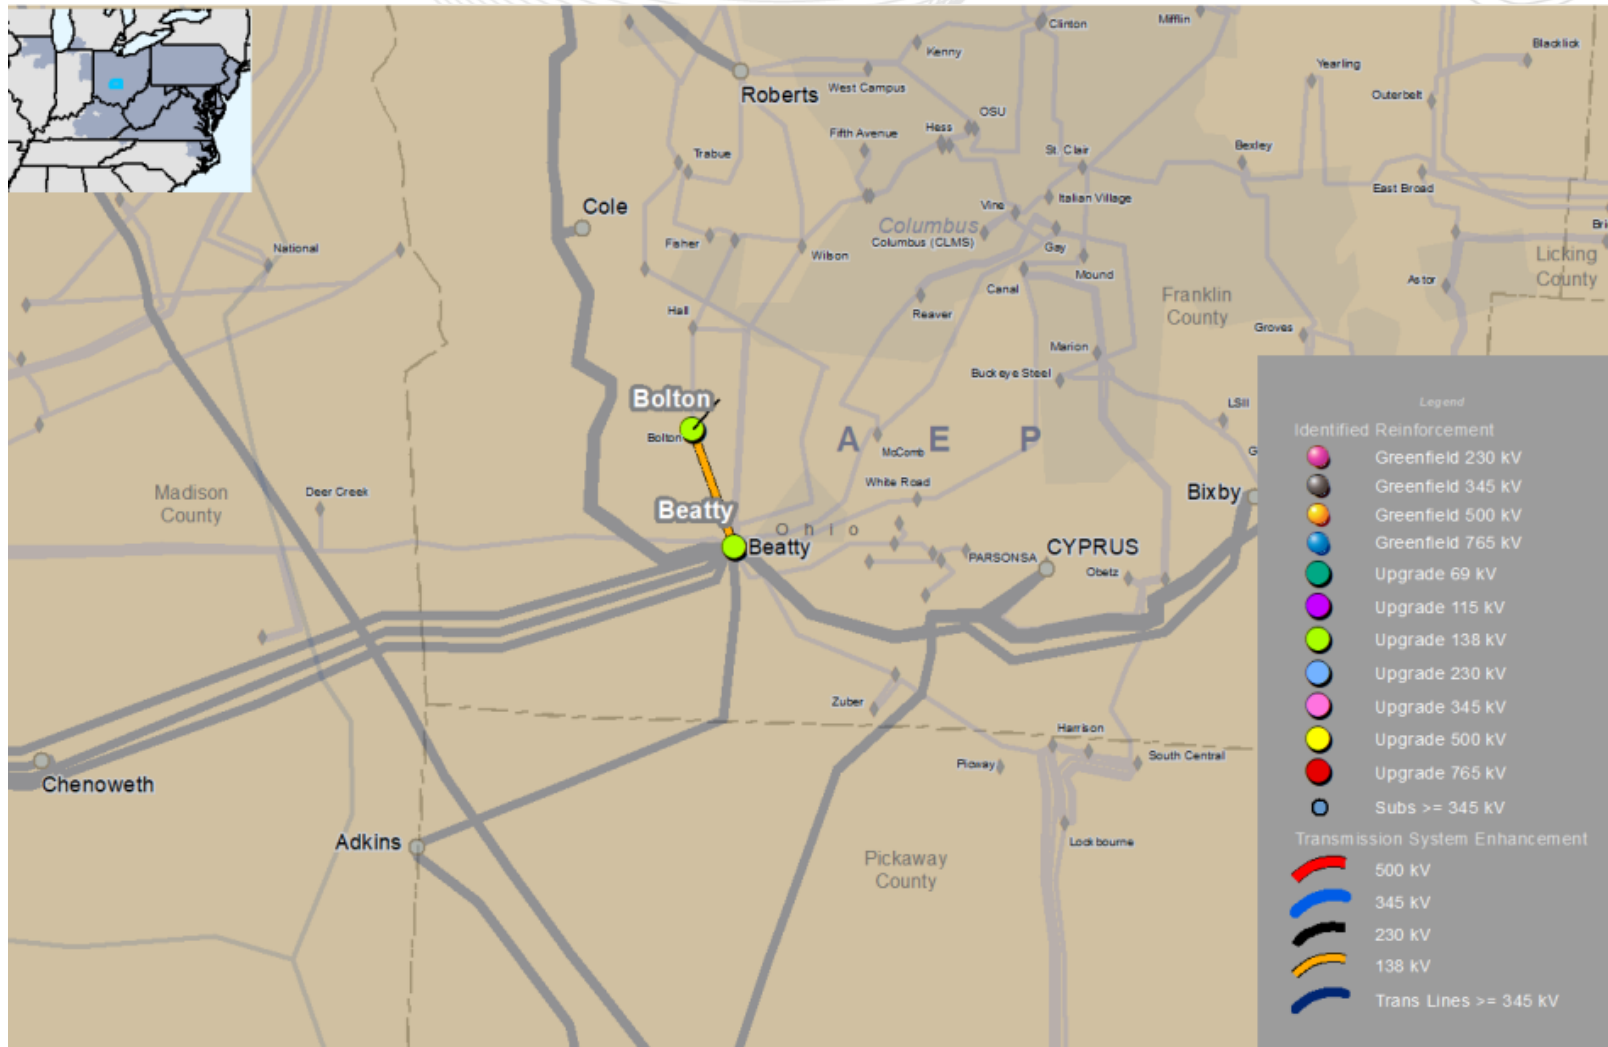 Clinton
Mifflin
Kenny
Blacklick
Yearling
Roberts
West Campus
Outerbelt
OSU
Fifth Avenue
Hess
Trabue
St. Clair
Bexley
East Broad
Cole
Vine
Italian Village
Columbus
Columbus (CLMS)
Fisher
Wilson
Gay
National
Mound
Licking
County
Astor
Canal
Franklin
County
Hall
Reaver
Groves
Marion
Buckeye Steel
Bolton
Bolton
LSII
A E P
McComb
White Road
Bixby
Madison
County
Deer Creek
Beatty
Ohio
Beatty
PARSONSA
CYPRUS
Obetz
Zuber
Harrison
South Central
Picway
Chenoweth
Adkins
Lockbourne
Pickaway
County
Legend
Identified Reinforcement
Greenfield 230 kV
Greenfield 345 kV
Greenfield 500 kV
Greenfield 765 kV
Upgrade 69 kV
Upgrade 115 kV
Upgrade 138 kV
Upgrade 230 kV
Upgrade 345 kV
Upgrade 500 kV
Upgrade 765 kV
Subs >= 345 kV
Transmission System Enhancement
500 kV
345 kV
230 kV
138 kV
Trans Lines >= 345 kV